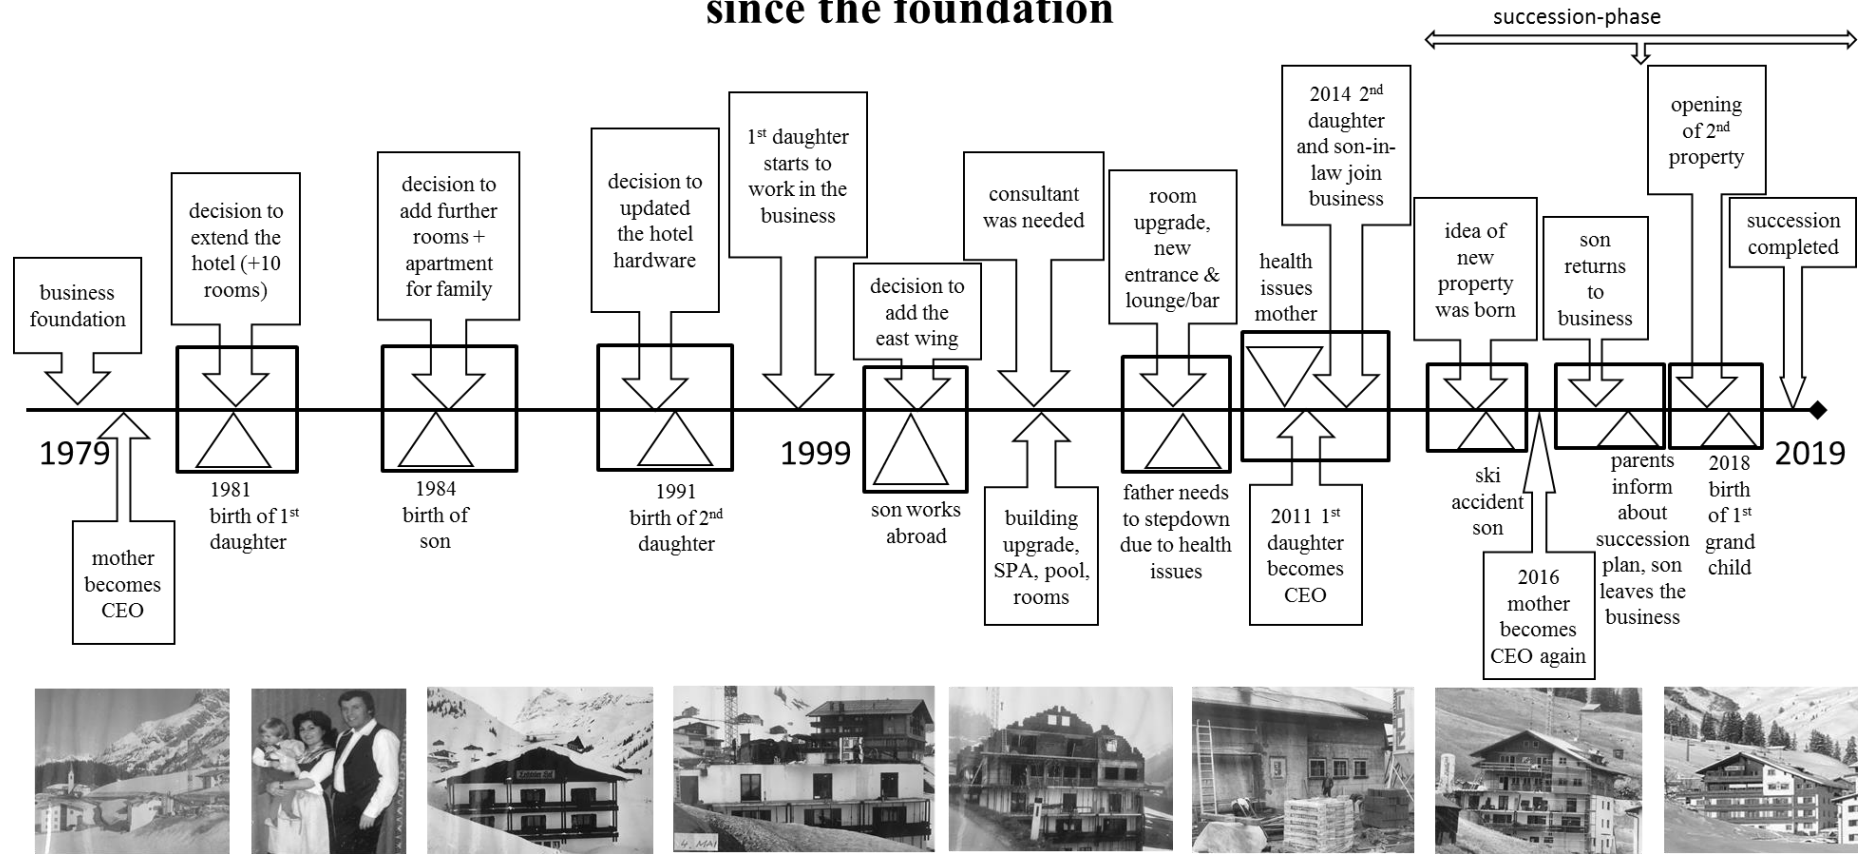 since the foundation
succession-phase
business
foundation
decision to
extend the
hotel (+10
rooms)
decision to
add further
rooms +
apartment
for family
decision to
updated
the hotel
hardware
1st daughter
starts to
work in the
business
decision to
add the
east wing
consultant
was needed
room
upgrade,
new
entrance &
lounge/bar
health
issues
mother
2014 2nd
daughter
and son-in-
law join
business
idea of
new
property
was born
son
returns
to
business
opening
of 2nd
property
succession
completed
1979
1999
2019
mother
becomes
CEO
1981
birth of 1st
daughter
1984
birth of
son
1991
birth of 2nd
daughter
son works
abroad
building
upgrade,
SPA, pool,
rooms
father needs
to stepdown
due to health
issues
2011 1st
daughter
becomes
CEO
ski
accident
son
2016
mother
becomes
CEO again
parents
inform
about
succession
plan, son
leaves the
business
2018
birth
of 1st
grand
child
4. MAI